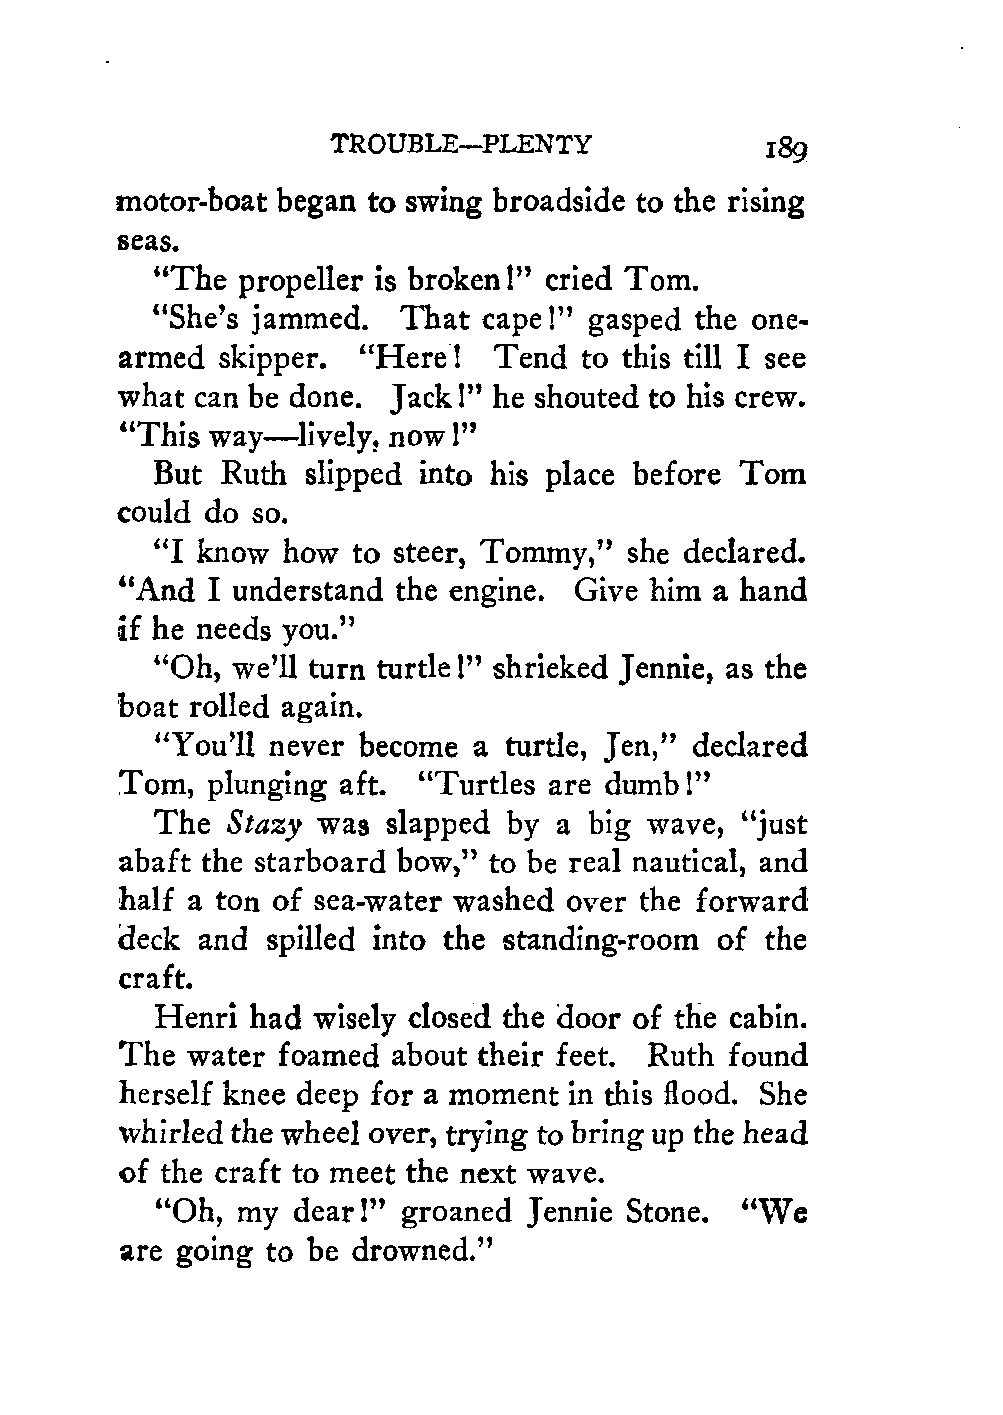 TROUBLE—PLENTY 189
motor-boat began to swing broadside to the rising
seas.
“The propeller is broken!” cried Tom.
“She’s jammed. That cape!” gasped the one-
armed skipper. “Here! Tend to this till I see
what can be done. Jack!” he shouted to his crew.
“This way—lively, now!”
But Ruth slipped into his place before Tom
could do so.
“I know how to steer, Tommy,” she declared.
“And I understand the engine. Give him a hand
if he needs you.”
“Oh, we’ll turn turtle!” shrieked Jennie, as the
boat rolled again.
“You’ll never become a turtle, Jen,” declared
Tom, plunging aft. “Turtles are dumb!”
The Stazy was slapped by a big wave, “just
abaft the starboard bow,” to be real nautical, and
half a ton of sea-water washed over the forward
deck and spilled into the standing-room of the
craft.
Henri had wisely closed the door of the cabin.
The water foamed about their feet. Ruth found
herself knee deep for a moment in this flood. She
whirled the wheel over, trying to bring up the head
of the craft to meet the next wave.
“Oh, my dear!” groaned Jennie Stone. “We
are going to be drowned.”